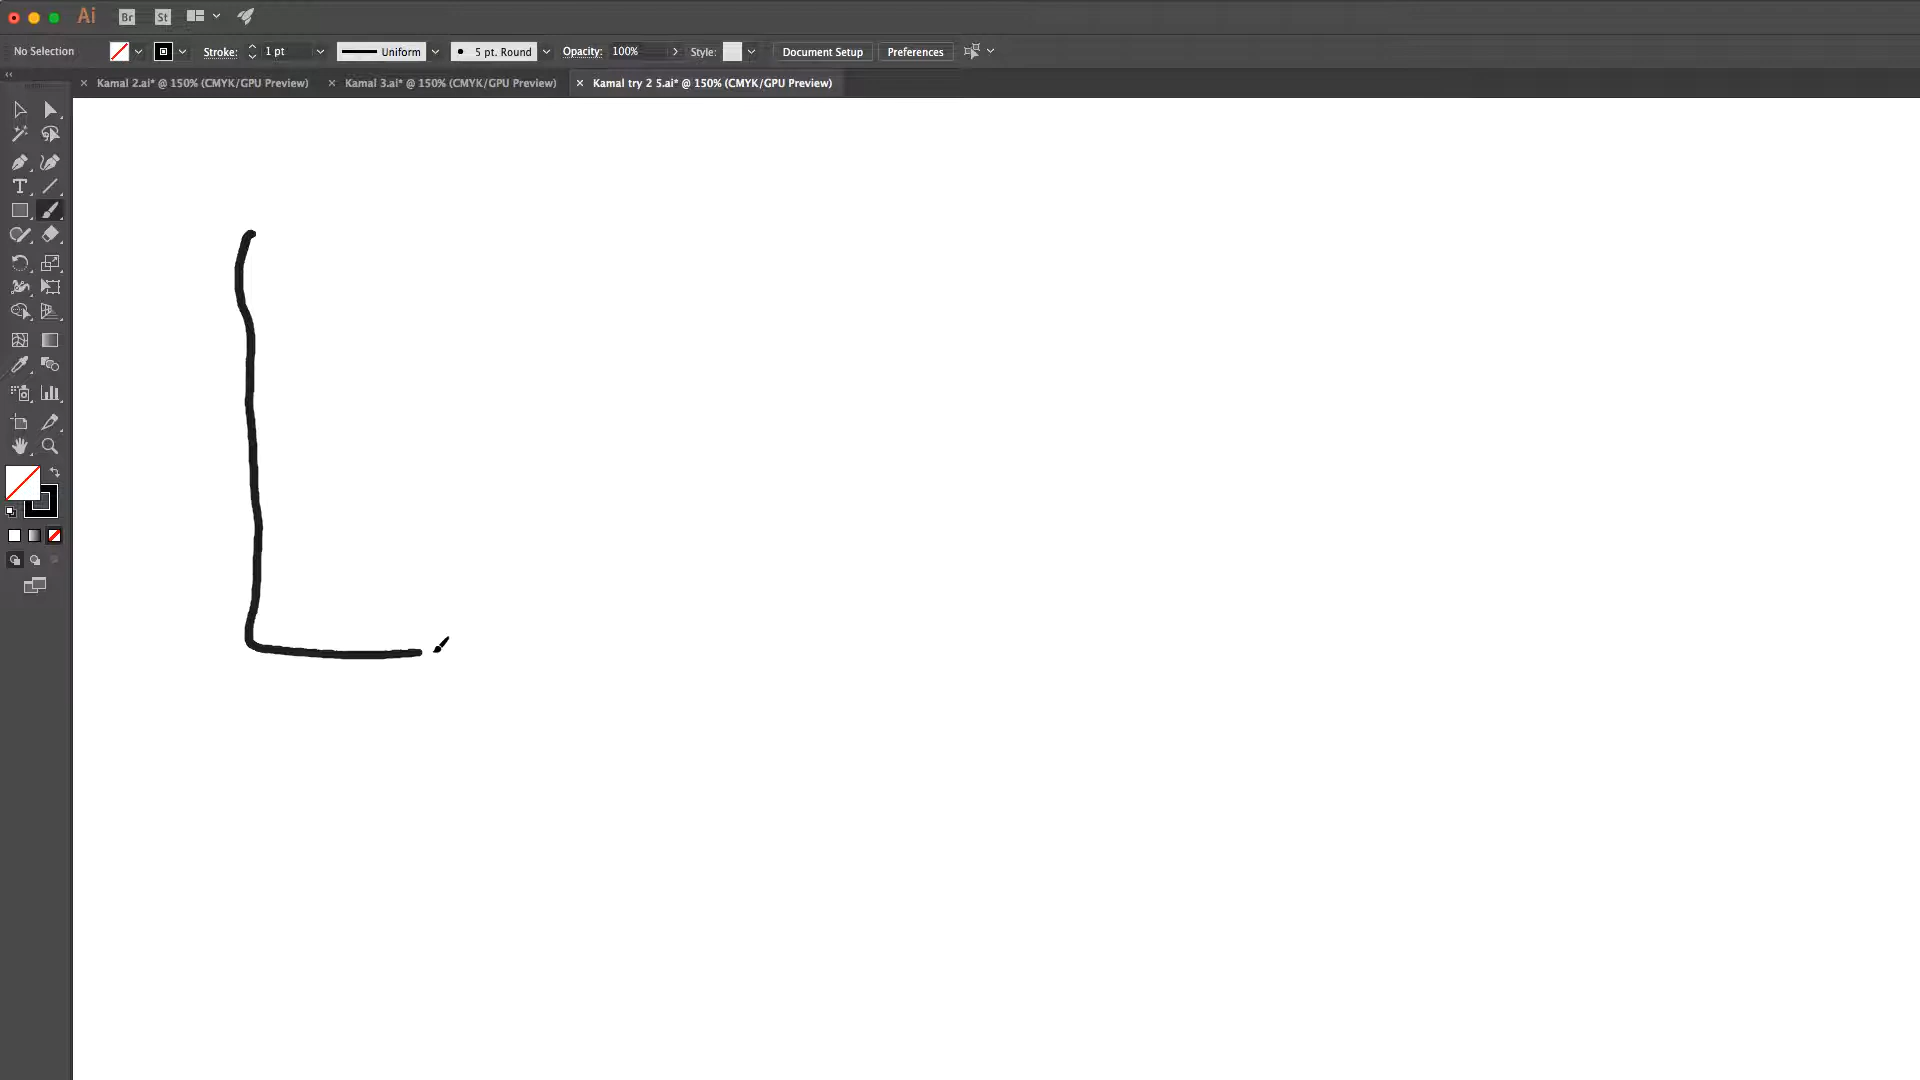 Ai Br St
No Selection Stroke: 1 pt Uniform 5 pt. Round Opacity: 100% Style: Document Setup Preferences
Kamal 2.ai* @ 150% (CMYK/GPU Preview) Kamal 3.ai* @ 150% (CMYK/GPU Preview) Kamal try 2 5.ai* @ 150% (CMYK/GPU Preview)
L